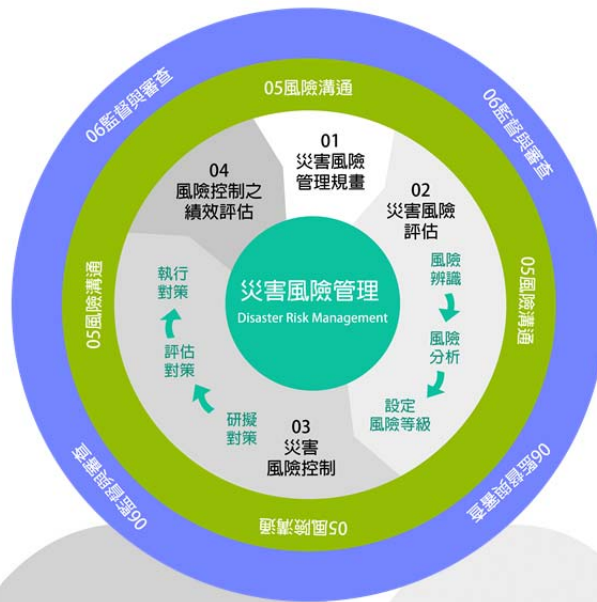 06監督與審查
06監督與審查
05風險溝通
01
災害風險
管理規畫
04
風險控制之
績效評估
02
災害風險
評估
風險
辨識
風險
分析
設定
風險等級
災害風險管理
Disaster Risk Management
執行
對策
評估
對策
研擬
對策
03
災害
風險控制
05風險溝通
05風險溝通
05風險溝通
06監督與審查
06監督與審查